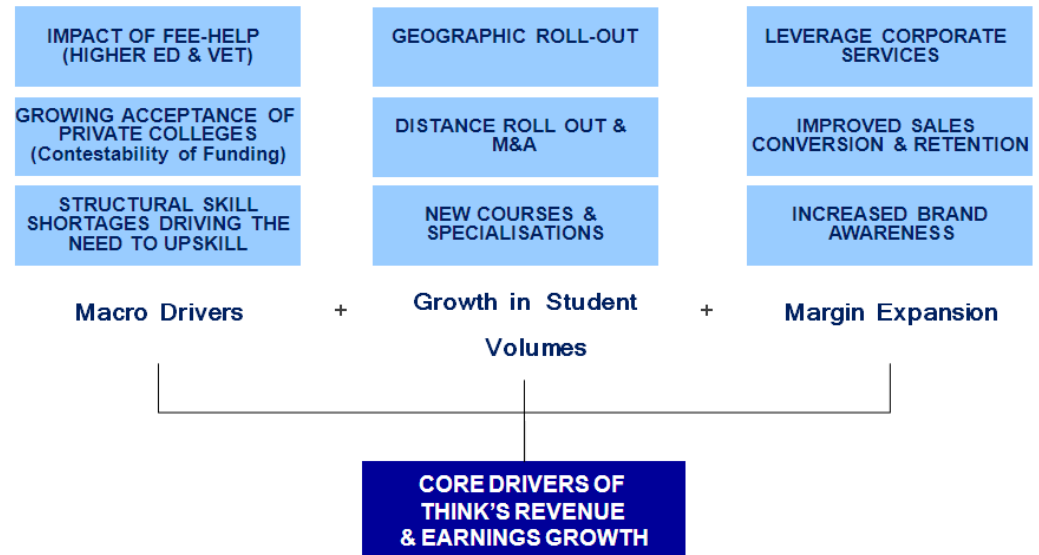 IMPACT OF FEE-HELP
(HIGHER ED & VET)
GROWING ACCEPTANCE OF
PRIVATE COLLEGES
(Contestability of Funding)
STRUCTURAL SKILL
SHORTAGES DRIVING THE
NEED TO UPSKILL
Macro Drivers
+
GEOGRAPHIC ROLL-OUT
DISTANCE ROLL OUT &
M&A
NEW COURSES &
SPECIALISATIONS
Growth in Student
Volumes
+
LEVERAGE CORPORATE
SERVICES
IMPROVED SALES
CONVERSION & RETENTION
INCREASED BRAND
AWARENESS
Margin Expansion
CORE DRIVERS OF
THINK'S REVENUE
& EARNINGS GROWTH